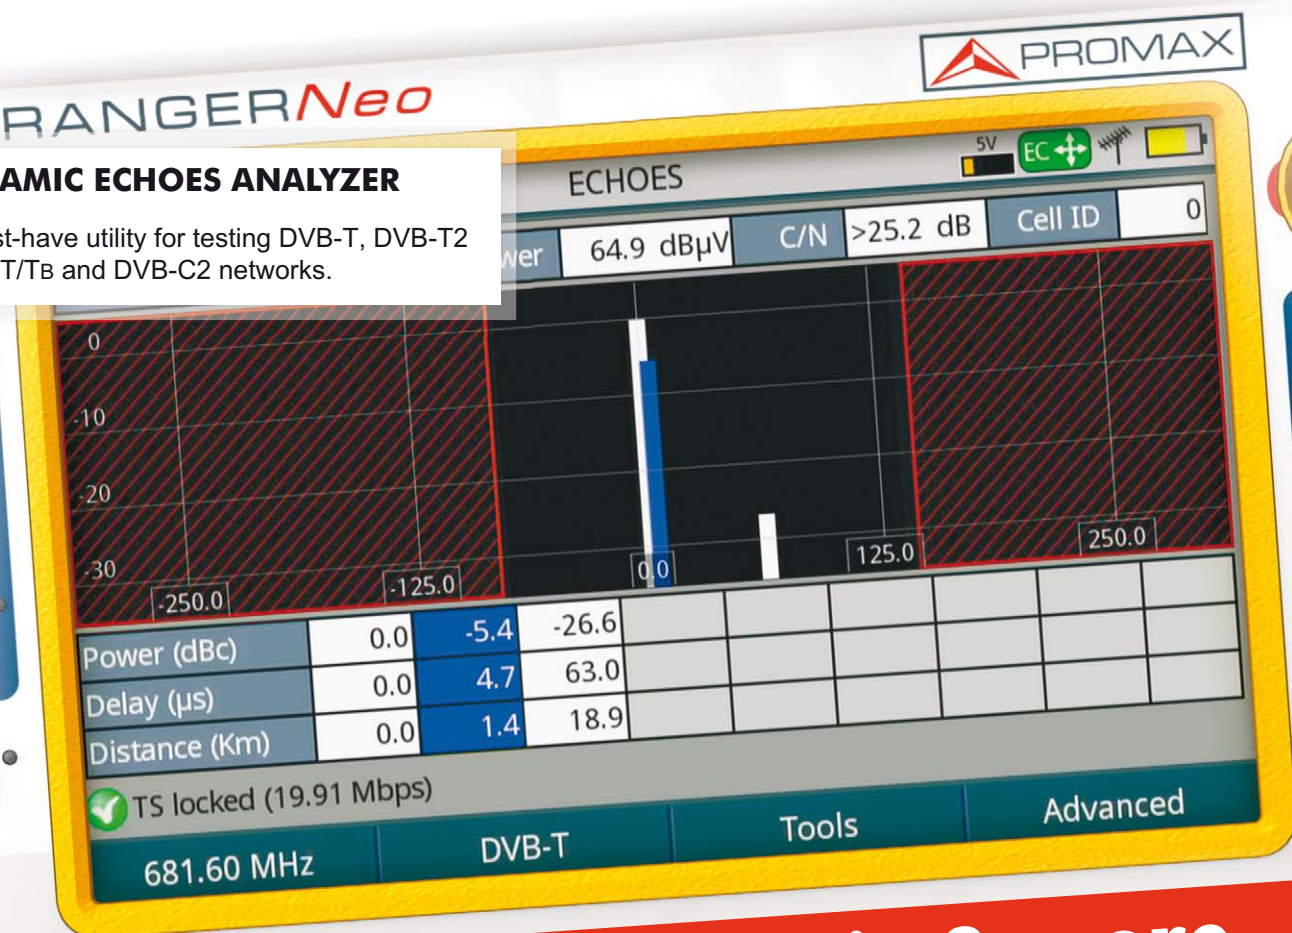 PROMAX
RANGERNeo
AMIC ECHOES ANALYZER
st-have utility for testing DVB-T, DVB-T2
T/TB and DVB-C2 networks.
ECHOES
5V
EC
wer 64.9 dBµV C/N >25.2 dB Cell ID 0
0
-10
-20
-30
-250.0 -125.0 0.0 125.0 250.0
Power (dBc) 0.0 -5.4 -26.6
Delay (µs) 0.0 4.7 63.0
Distance (Km) 0.0 1.4 18.9
TS locked (19.91 Mbps)
681.60 MHz DVB-T Tools Advanced